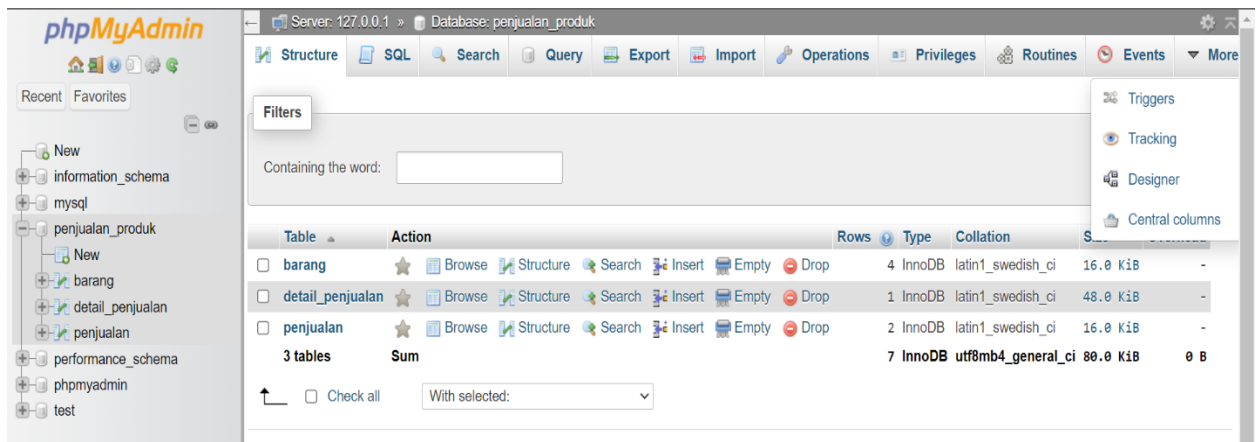 phpMyAdmin
Recent Favorites
New
information_schema
mysql
penjualan_produk
New
barang
detail_penjualan
penjualan
performance_schema
phpmyadmin
test
Server: 127.0.0.1 » Database: penjualan_produk
Structure SQL Search Query Export Import Operations Privileges Routines Events More
Triggers
Tracking
Designer
Central columns
Filters
Containing the word:
Table Action Rows Type Collation
barang Browse Structure Search Insert Empty Drop 4 InnoDB latin1_swedish_ci 16.0 KiB -
detail_penjualan Browse Structure Search Insert Empty Drop 1 InnoDB latin1_swedish_ci 48.0 KiB -
penjualan Browse Structure Search Insert Empty Drop 2 InnoDB latin1_swedish_ci 16.0 KiB -
3 tables Sum 7 InnoDB utf8mb4_general_ci 80.0 KiB 0 B
Check all With selected: